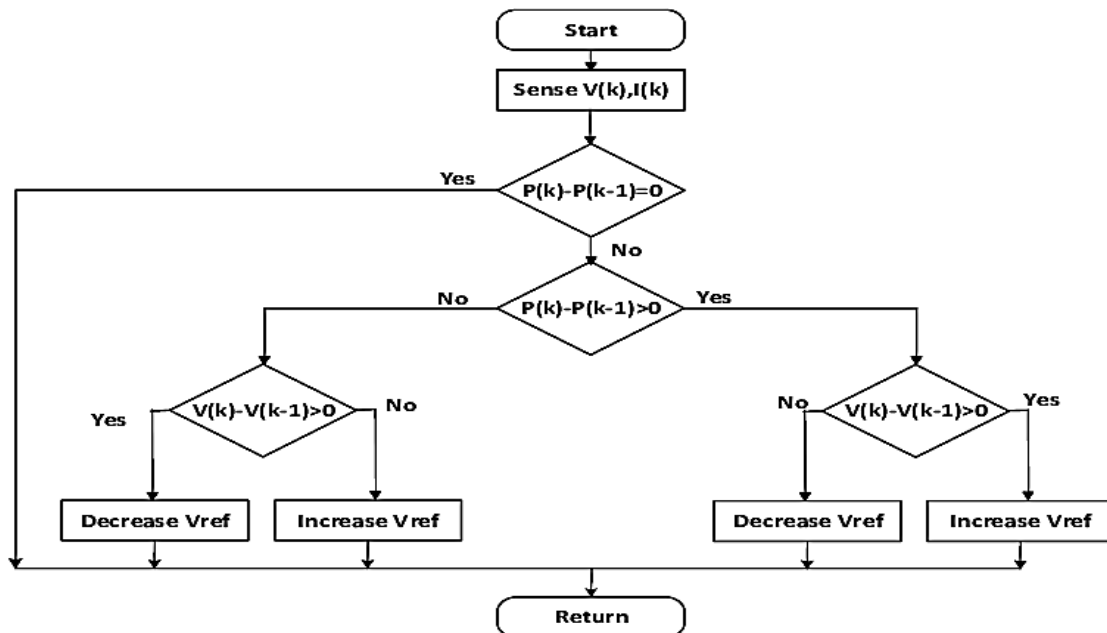 Start
Sense V(k),I(k)
Yes
P(k)-P(k-1)=0
No
No
P(k)-P(k-1)>0
Yes
Yes
V(k)-V(k-1)>0
No
No
V(k)-V(k-1)>0
Yes
Decrease Vref
Increase Vref
Decrease Vref
Increase Vref
Return